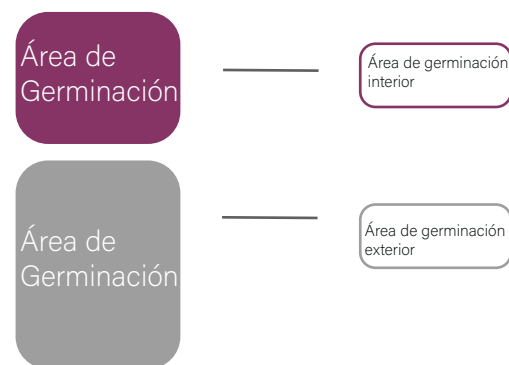 Área de
Germinación
Área de germinación
interior
Área de
Germinación
Área de germinación
exterior